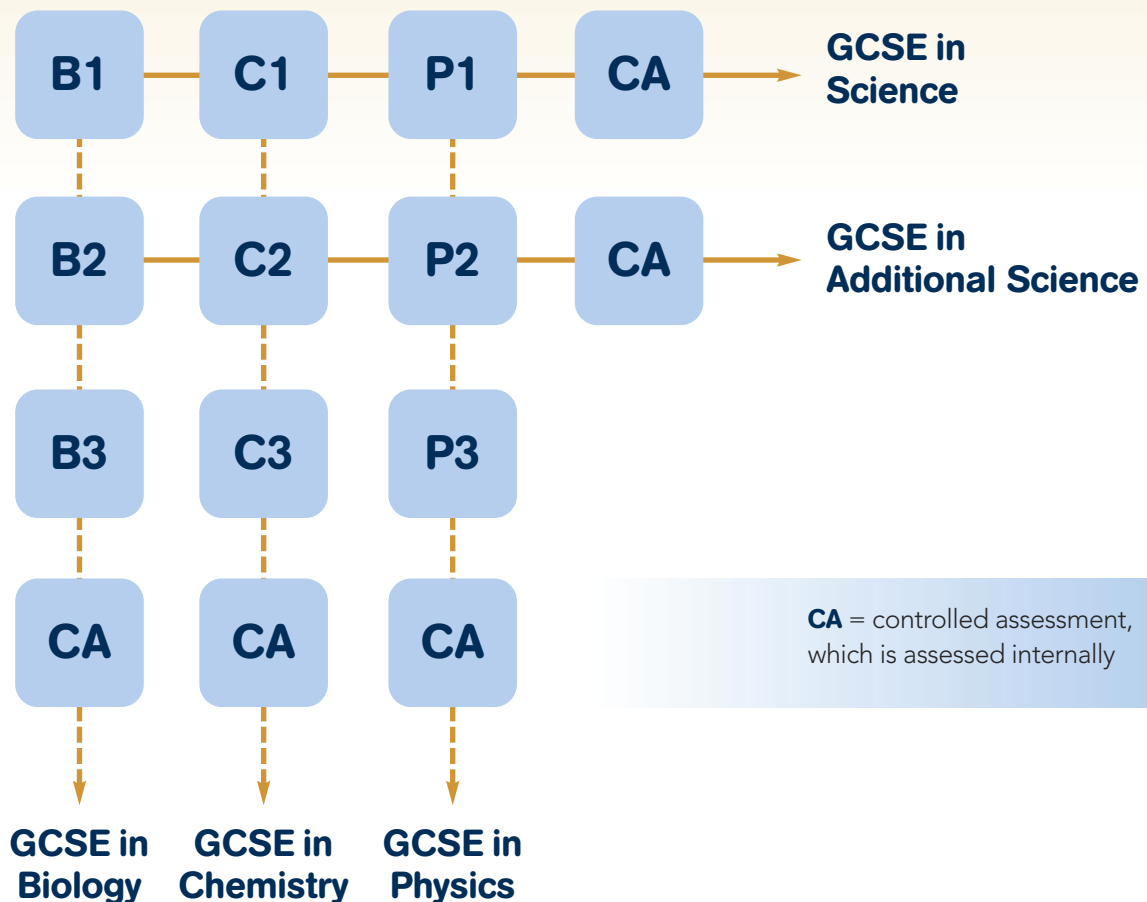 B1
C1
P1
CA
GCSE in
Science
B2
C2
P2
CA
GCSE in
Additional Science
B3
C3
P3
CA
CA
CA
CA = controlled assessment,
which is assessed internally
GCSE in
Biology
GCSE in
Chemistry
GCSE in
Physics